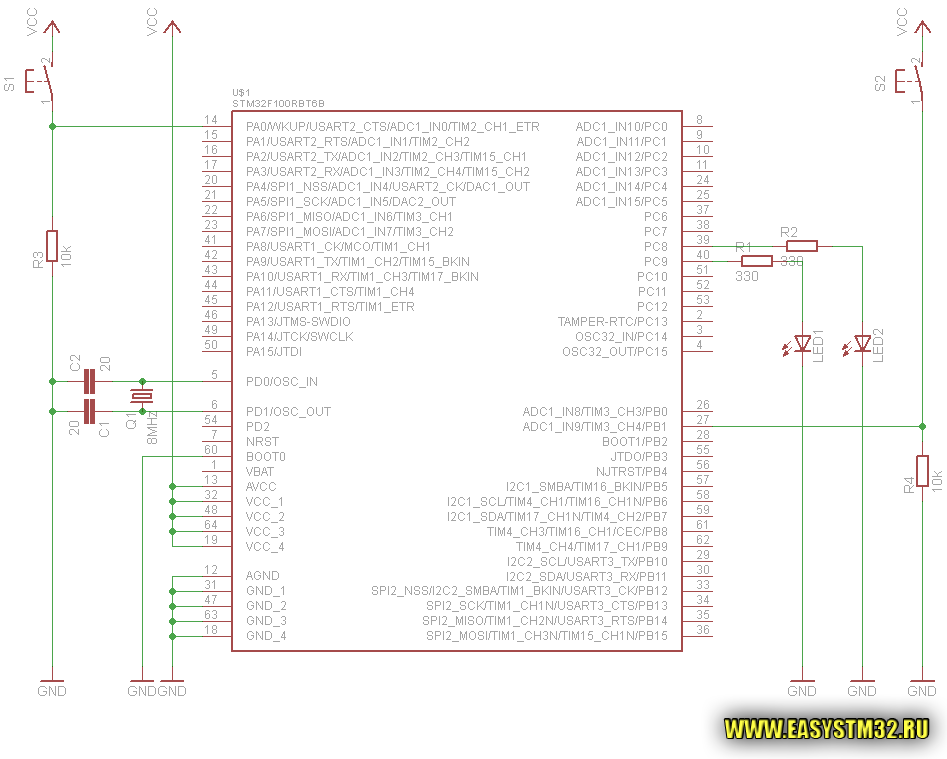 VCC
VCC
VCC
S1
2
1
S2
2
1
U$1
STM32F100RBT6B
14 PA0/WKUP/USART2_CTS/ADC1_IN0/TIM2_CH1_ETR ADC1_IN10/PC0 8
15 PA1/USART2_RTS/ADC1_IN1/TIM2_CH2 ADC1_IN11/PC1 9
16 PA2/USART2_TX/ADC1_IN2/TIM2_CH3/TIM15_CH1 ADC1_IN12/PC2 10
17 PA3/USART2_RX/ADC1_IN3/TIM2_CH4/TIM15_CH2 ADC1_IN13/PC3 11
20 PA4/SPI1_NSS/ADC1_IN4/USART2_CK/DAC1_OUT ADC1_IN14/PC4 24
21 PA5/SPI1_SCK/ADC1_IN5/DAC2_OUT ADC1_IN15/PC5 25
22 PA6/SPI1_MISO/ADC1_IN6/TIM3_CH1 PC6 37
23 PA7/SPI1_MOSI/ADC1_IN7/TIM3_CH2 PC7 38
41 PA8/USART1_CK/MCO/TIM1_CH1 PC8 39
42 PA9/USART1_TX/TIM1_CH2/TIM15_BKIN PC9 40
43 PA10/USART1_RX/TIM1_CH3/TIM17_BKIN PC10 51
44 PA11/USART1_CTS/TIM1_CH4 PC11 52
45 PA12/USART1_RTS/TIM1_ETR PC12 53
46 PA13/JTMS-SWDIO TAMPER-RTC/PC13 2
49 PA14/JTCK/SWCLK OSC32_IN/PC14 3
50 PA15/JTDI OSC32_OUT/PC15 4
R2
330
R1
330
R3
10k
LED1
LED2
C2
20
20
C1
Q1
8MHz
5 PD0/OSC_IN
6 PD1/OSC_OUT ADC1_IN8/TIM3_CH3/PB0 26
54 PD2 ADC1_IN9/TIM3_CH4/PB1 27
7 NRST BOOT1/PB2 28
60 BOOT0 JTDO/PB3 55
1 VBAT NJTRST/PB4 56
13 AVCC I2C1_SMBA/TIM16_BKIN/PB5 57
32 VCC_1 I2C1_SCL/TIM4_CH1/TIM16_CH1N/PB6 58
48 VCC_2 I2C1_SDA/TIM17_CH1N/TIM4_CH2/PB7 59
64 VCC_3 TIM4_CH3/TIM16_CH1/CEC/PB8 61
19 VCC_4 TIM4_CH4/TIM17_CH1/PB9 62
I2C2_SCL/USART3_TX/PB10 29
12 AGND I2C2_SDA/USART3_RX/PB11 30
31 GND_1 SPI2_NSS/I2C2_SMBA/TIM1_BKIN/USART3_CK/PB12 33
47 GND_2 SPI2_SCK/TIM1_CH1N/USART3_CTS/PB13 34
63 GND_3 SPI2_MISO/TIM1_CH2N/USART3_RTS/PB14 35
18 GND_4 SPI2_MOSI/TIM1_CH3N/TIM15_CH1N/PB15 36
R4
10k
GND
GND
GND
GND
GND
GND
WWW.EASYSTM32.RU